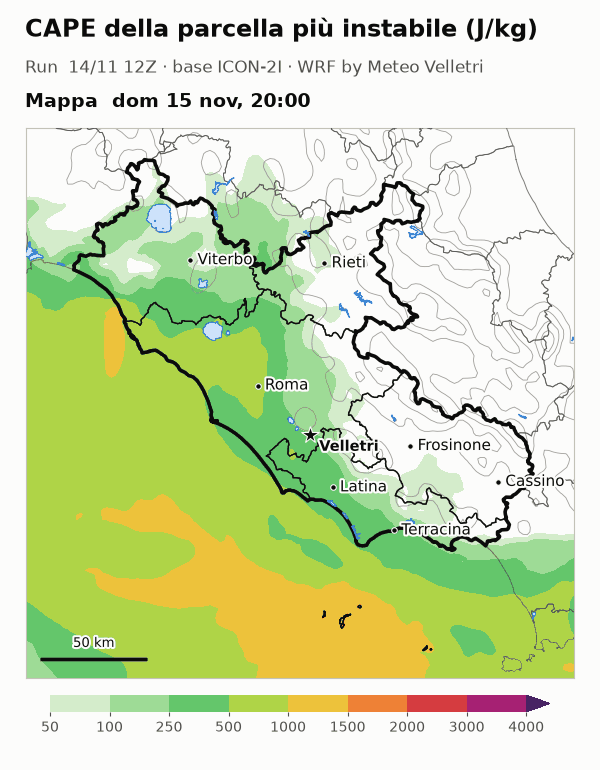 CAPE della parcella più instabile (J/kg)
Run  14/11 12Z · base ICON-2I · WRF by Meteo Velletri
Mappa  dom 15 nov, 20:00
Viterbo
Rieti
Roma
Velletri
Frosinone
Latina
Cassino
Terracina
50 km
50 100 250 500 1000 1500 2000 3000 4000